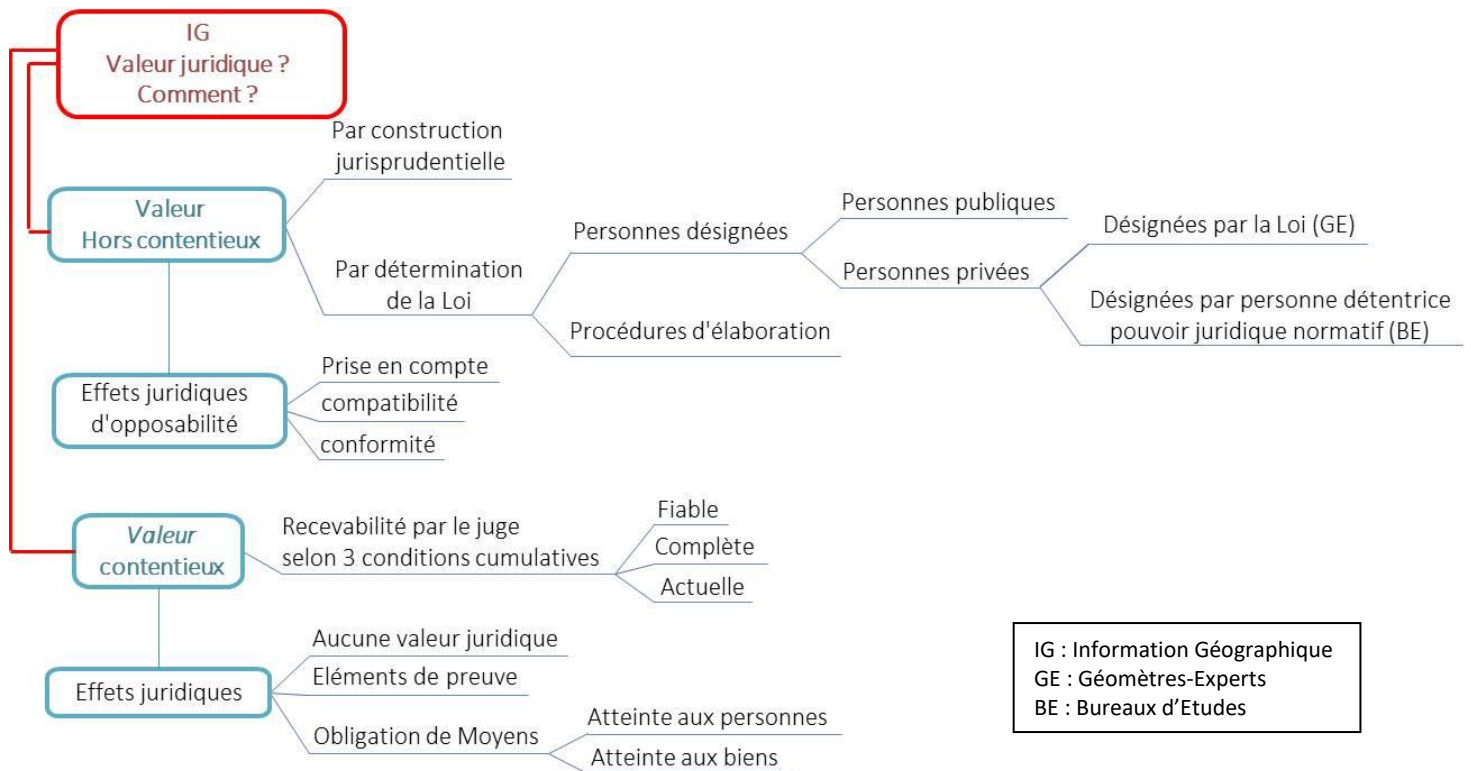 IG
Valeur juridique ?
Comment ?
Par construction
jurisprudentielle
Valeur
Hors contentieux
Par détermination
de la Loi
Personnes désignées
Procédures d'élaboration
Personnes publiques
Personnes privées
Désignées par la Loi (GE)
Désignées par personne détentrice
pouvoir juridique normatif (BE)
Effets juridiques
d'opposabilité
Prise en compte
compatibilité
conformité
Valeur
contentieux
Recevabilité par le juge
selon 3 conditions cumulatives
Fiable
Complète
Actuelle
Effets juridiques
Aucune valeur juridique
Eléments de preuve
Obligation de Moyens
Atteinte aux personnes
Atteinte aux biens
IG : Information Géographique
GE : Géomètres-Experts
BE : Bureaux d'Etudes